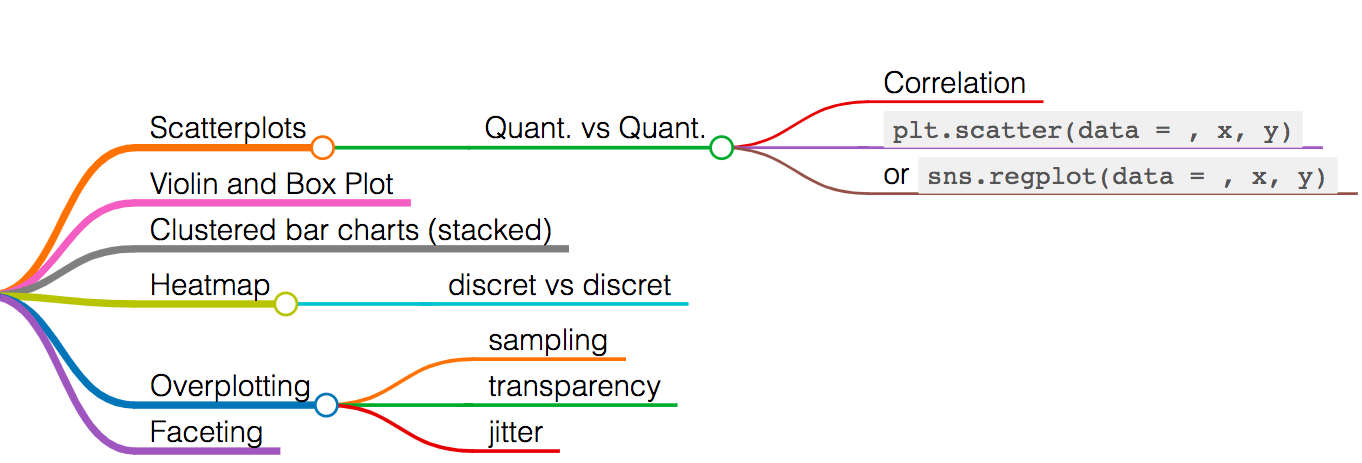 Correlation
Scatterplots
Quant. vs Quant.
plt.scatter(data = , x, y)
or sns.regplot(data = , x, y)
Violin and Box Plot
Clustered bar charts (stacked)
Heatmap
discret vs discret
sampling
Overplotting
transparency
jitter
Faceting